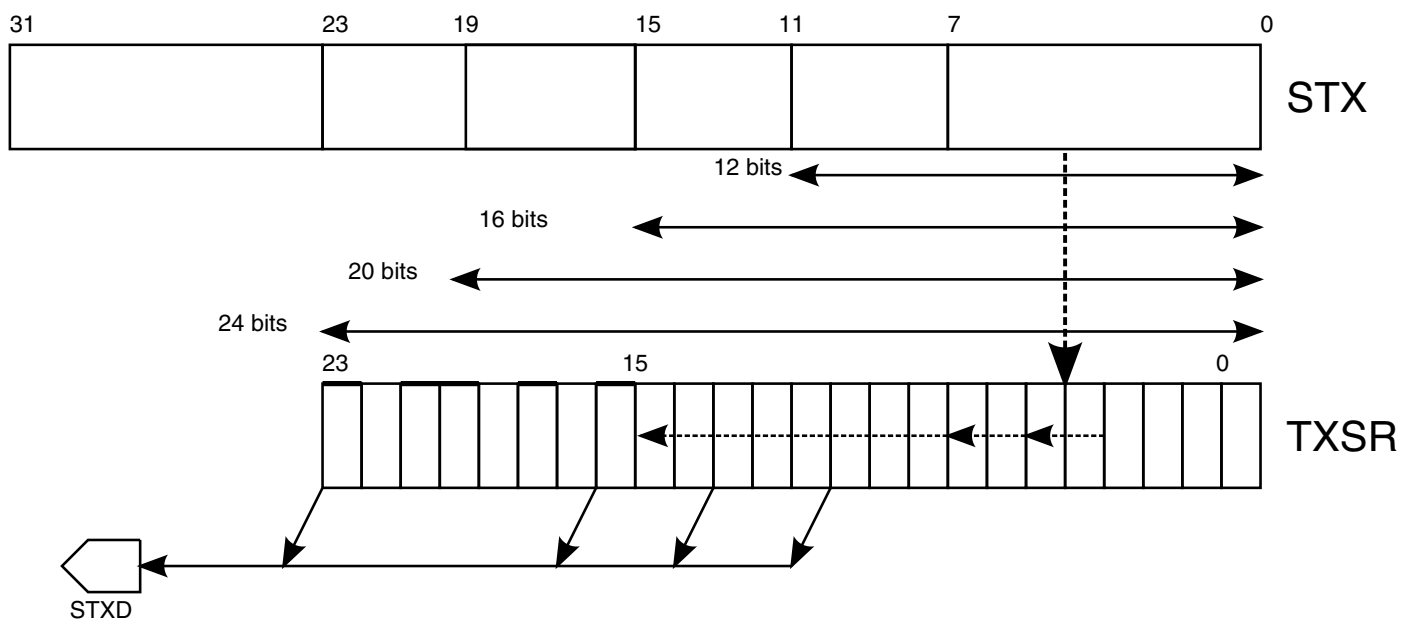 31 23 19 15 11 7 0
STX
12 bits
16 bits
20 bits
24 bits
23 15 0
TXSR
STXD